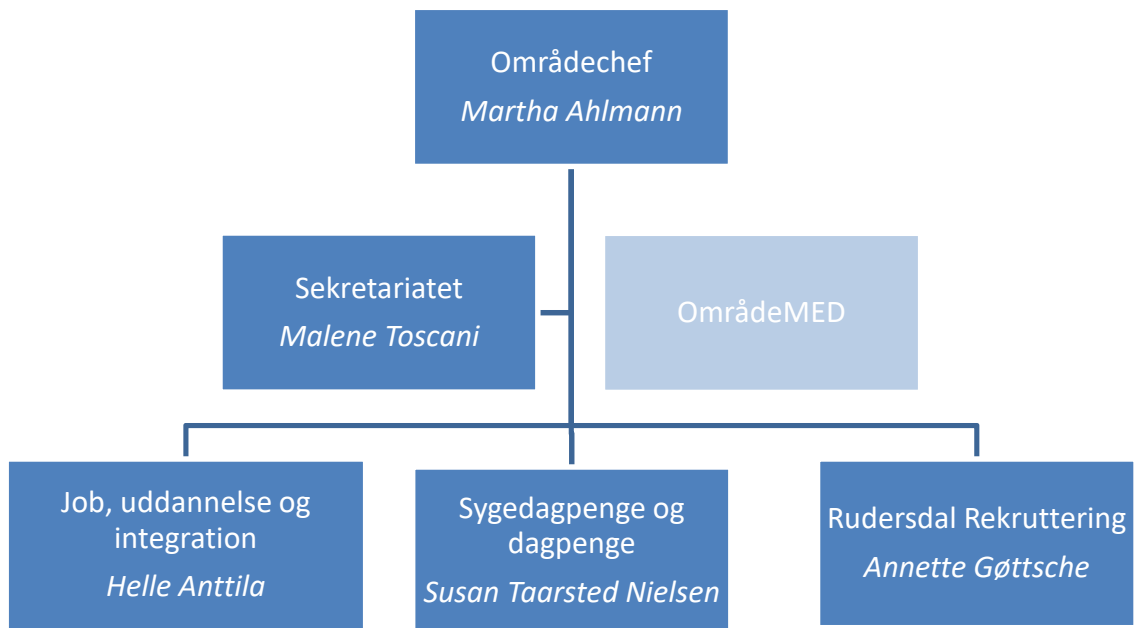 Områdechef
Martha Ahlmann
Sekretariatet
Malene Toscani
OmrådeMED
Job, uddannelse og
integration
Helle Anttila
Sygedagpenge og
dagpenge
Susan Taarsted Nielsen
Rudersdal Rekruttering
Annette Gøttsche